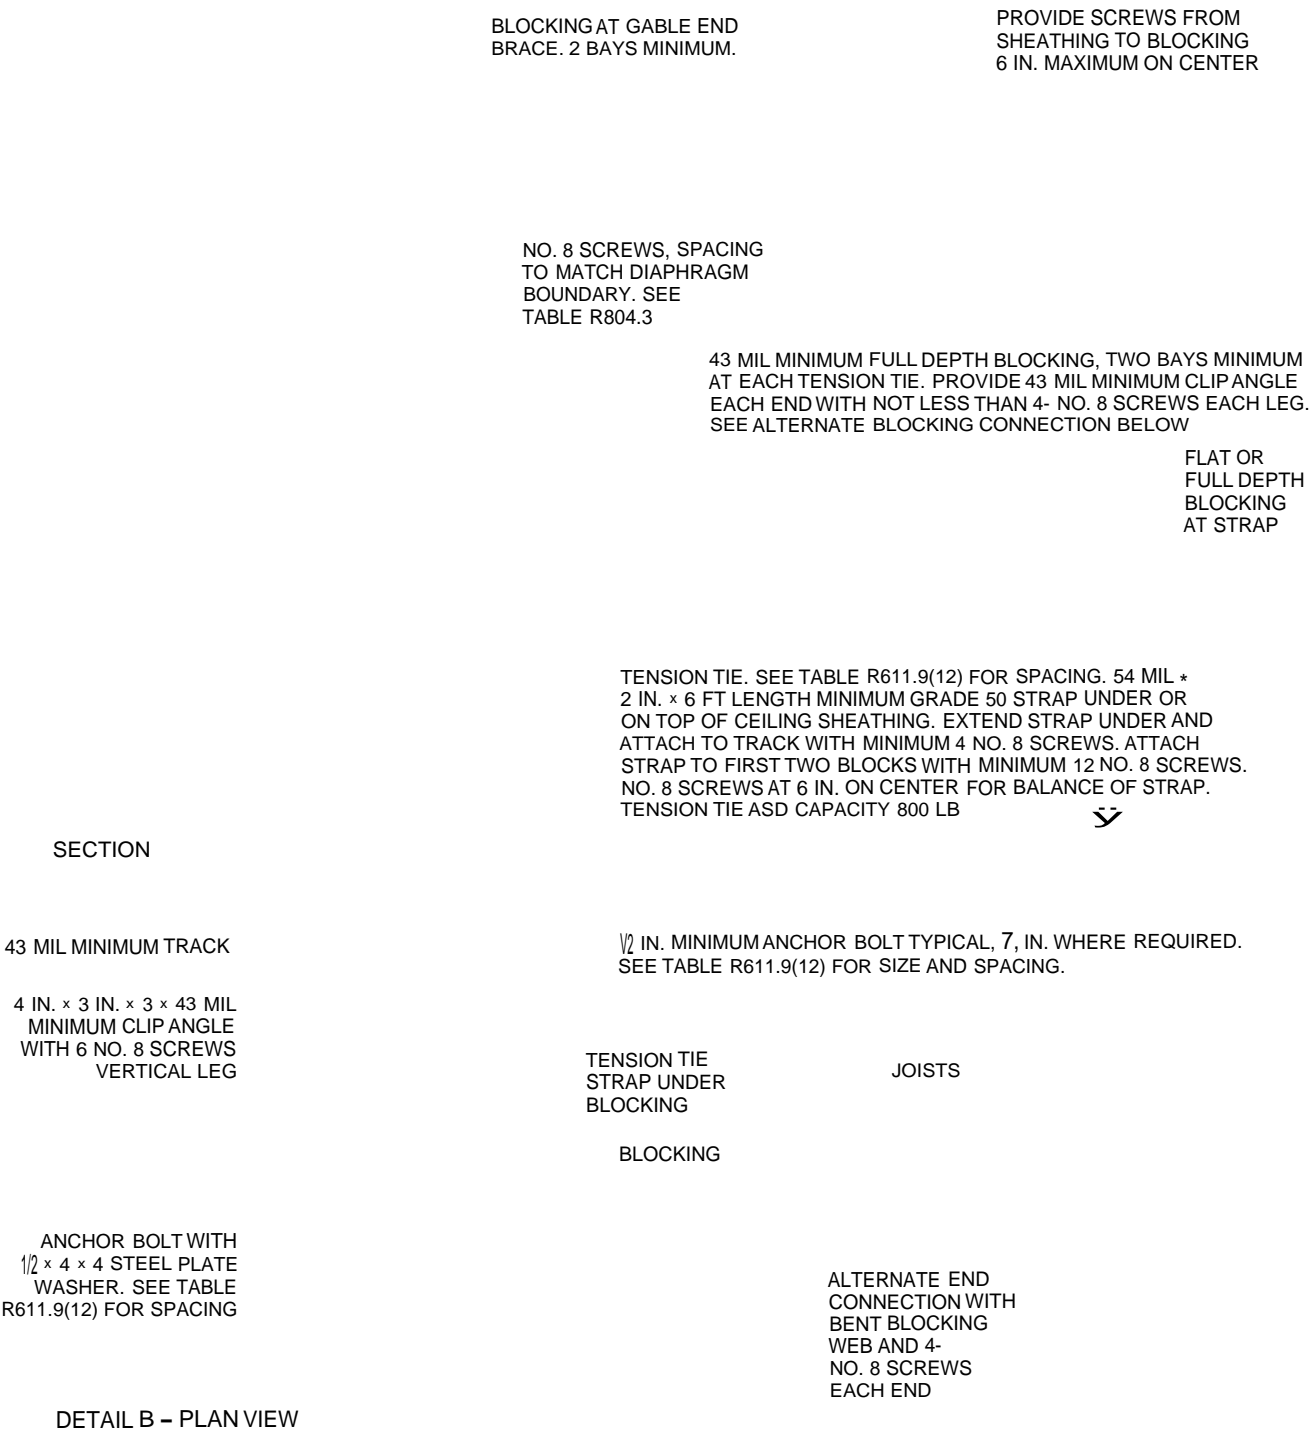 BLOCKING AT GABLE END
BRACE. 2 BAYS MINIMUM.
PROVIDE SCREWS FROM
SHEATHING TO BLOCKING
6 IN. MAXIMUM ON CENTER
NO. 8 SCREWS, SPACING
TO MATCH DIAPHRAGM
BOUNDARY. SEE
TABLE R804.3
43 MIL MINIMUM FULL DEPTH BLOCKING, TWO BAYS MINIMUM
AT EACH TENSION TIE. PROVIDE 43 MIL MINIMUM CLIP ANGLE
EACH END WITH NOT LESS THAN 4- NO. 8 SCREWS EACH LEG.
SEE ALTERNATE BLOCKING CONNECTION BELOW
FLAT OR
FULL DEPTH
BLOCKING
AT STRAP
TENSION TIE. SEE TABLE R611.9(12) FOR SPACING. 54 MIL *
2 IN. × 6 FT LENGTH MINIMUM GRADE 50 STRAP UNDER OR
ON TOP OF CEILING SHEATHING. EXTEND STRAP UNDER AND
ATTACH TO TRACK WITH MINIMUM 4 NO. 8 SCREWS. ATTACH
STRAP TO FIRST TWO BLOCKS WITH MINIMUM 12 NO. 8 SCREWS.
NO. 8 SCREWS AT 6 IN. ON CENTER FOR BALANCE OF STRAP.
TENSION TIE ASD CAPACITY 800 LB
ÿ
SECTION
43 MIL MINIMUM TRACK
1/2 IN. MINIMUM ANCHOR BOLT TYPICAL, 7, IN. WHERE REQUIRED.
SEE TABLE R611.9(12) FOR SIZE AND SPACING.
4 IN. × 3 IN. × 3 × 43 MIL
MINIMUM CLIP ANGLE
WITH 6 NO. 8 SCREWS
VERTICAL LEG
TENSION TIE
STRAP UNDER
BLOCKING
JOISTS
BLOCKING
ANCHOR BOLT WITH
1/2 × 4 × 4 STEEL PLATE
WASHER. SEE TABLE
R611.9(12) FOR SPACING
ALTERNATE END
CONNECTION WITH
BENT BLOCKING
WEB AND 4-
NO. 8 SCREWS
EACH END
DETAIL B – PLAN VIEW